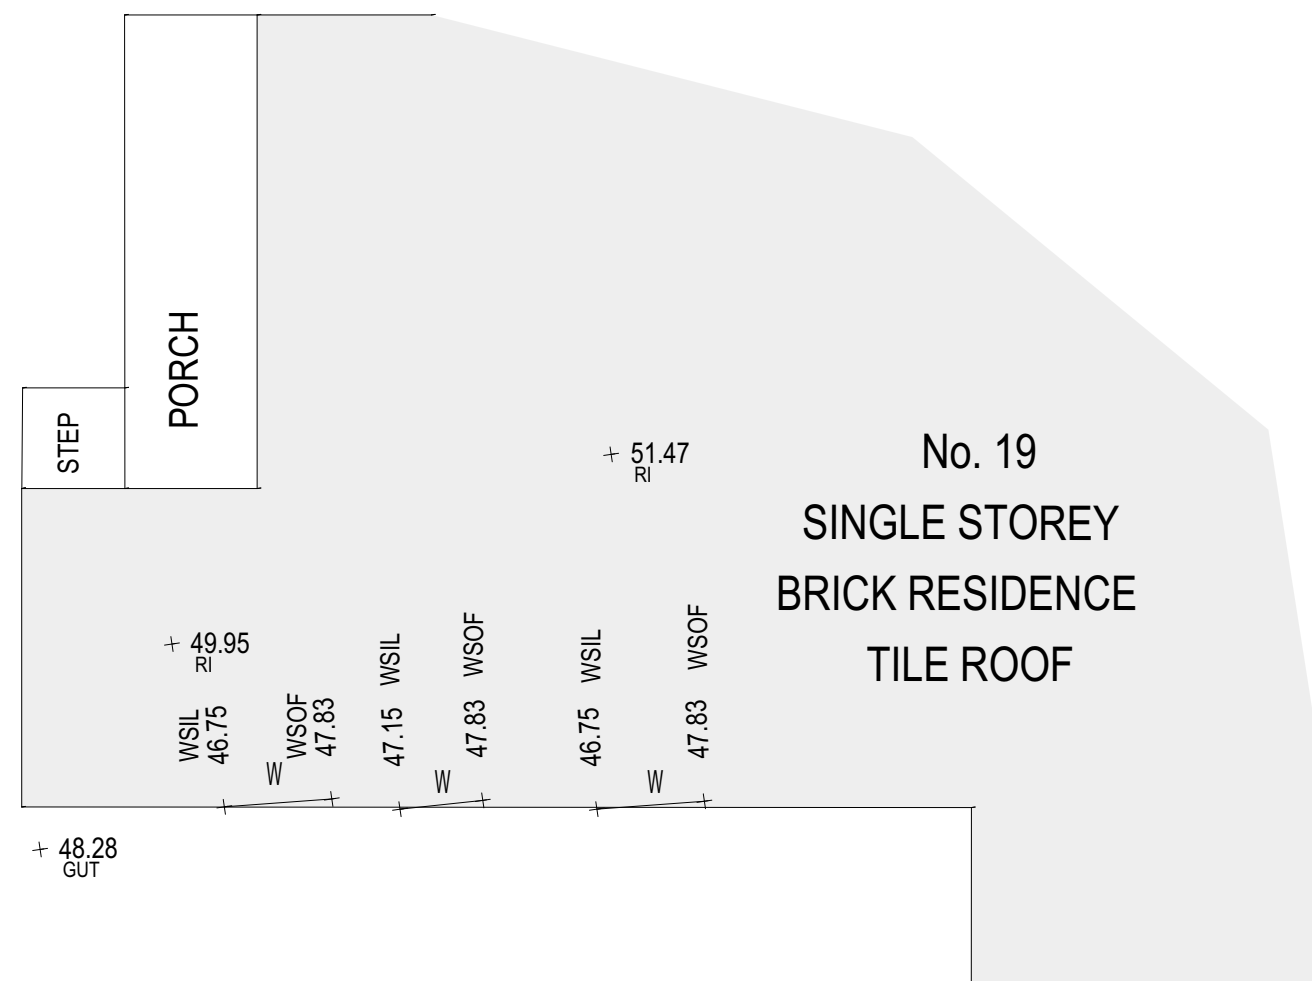 PORCH
STEP
51.47
RI
No. 19
SINGLE STOREY
BRICK RESIDENCE
TILE ROOF
49.95
RI
WSIL
46.75
WSOF
47.83
47.15 WSIL
47.83 WSOF
46.75 WSIL
47.83 WSOF
W
W
W
48.28
GUT